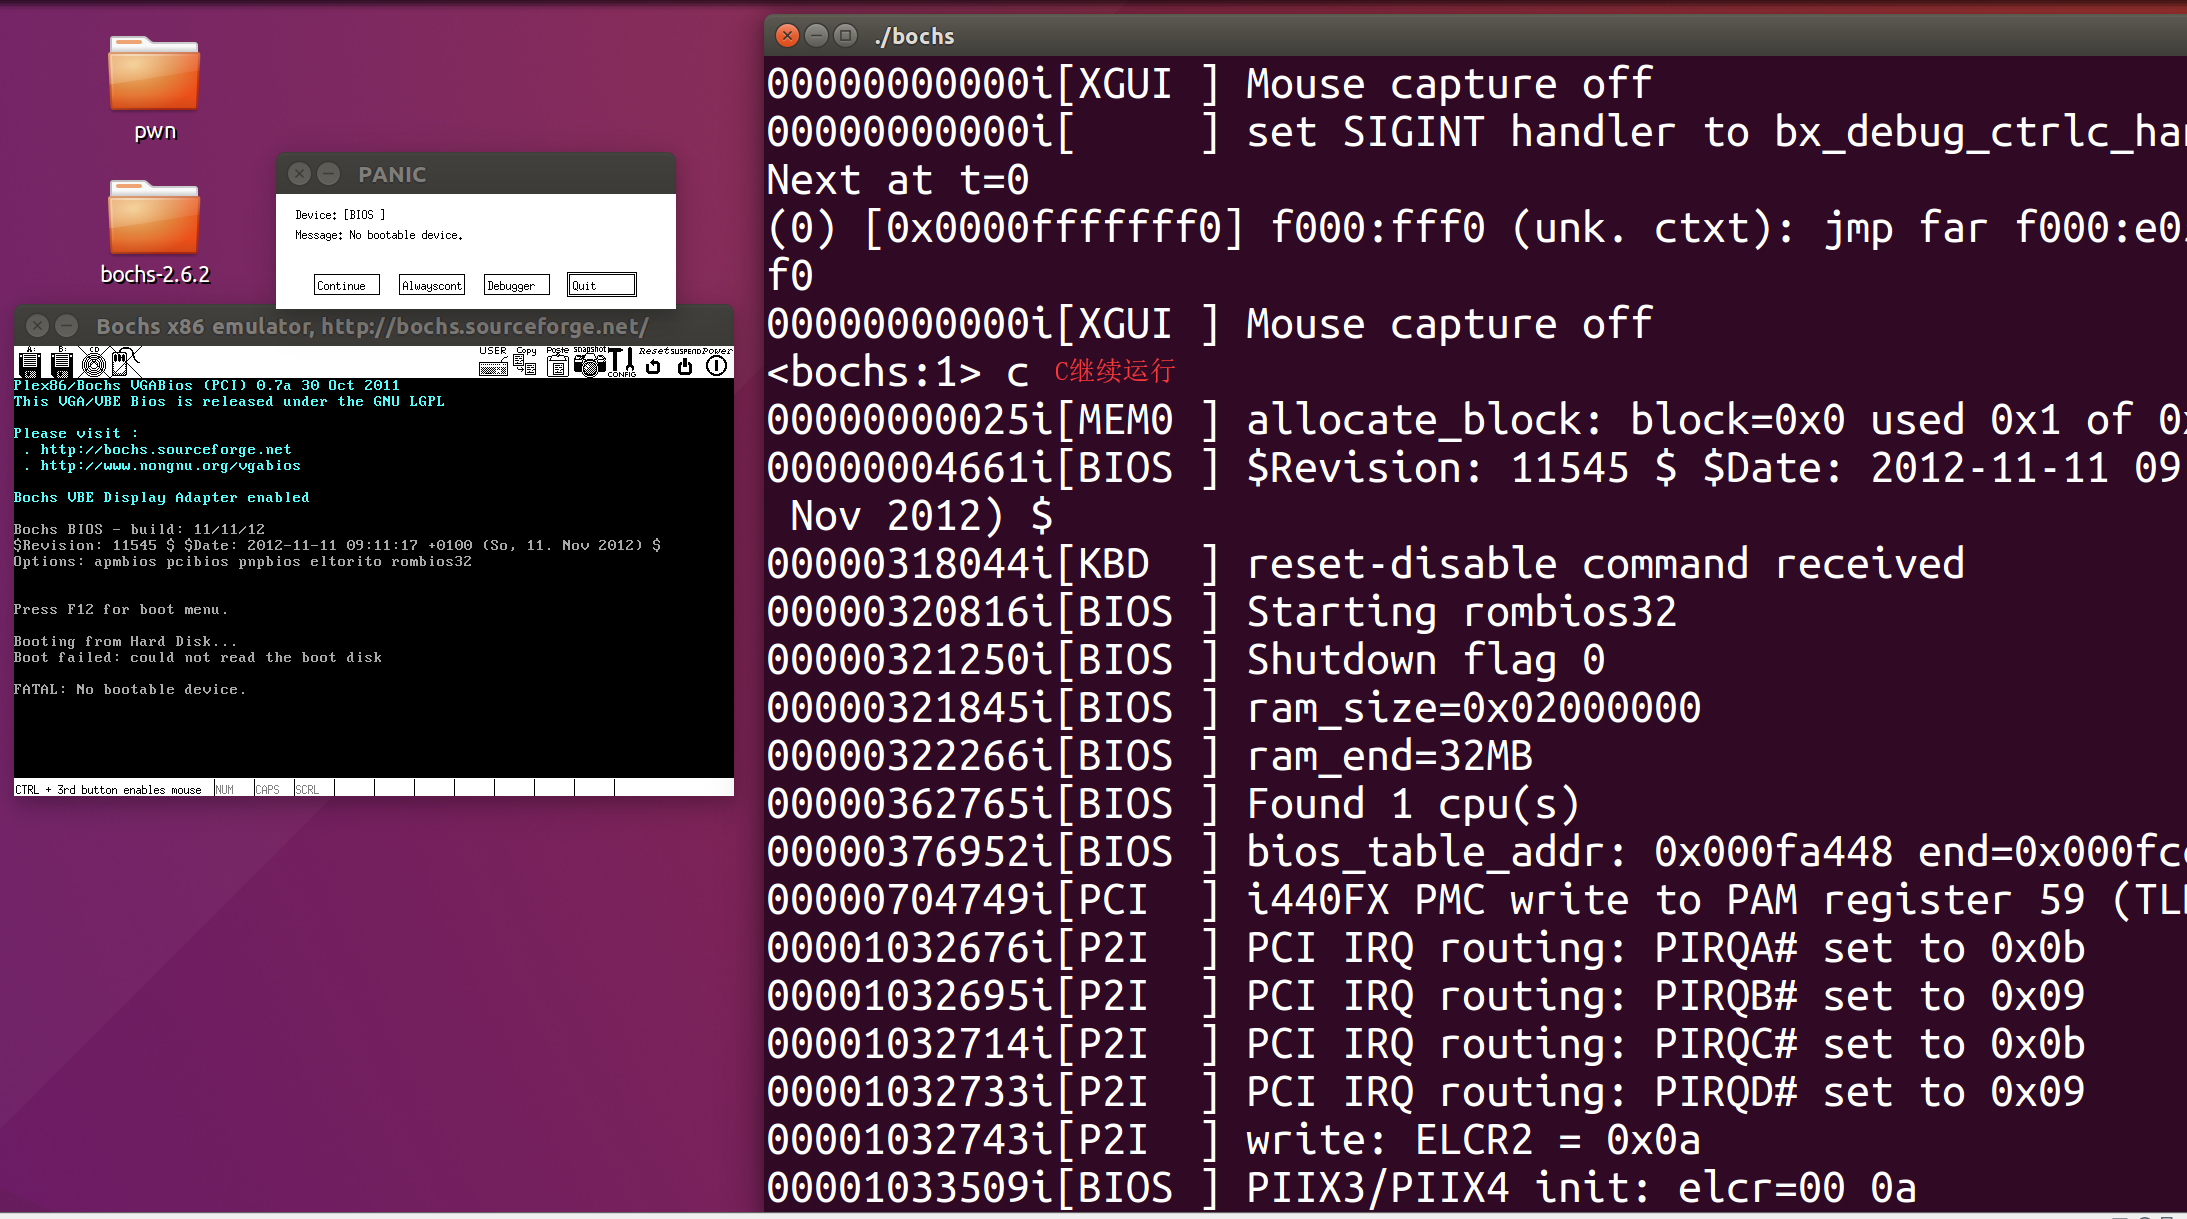 pwn
bochs-2.6.2
PANIC
Device: [BIOS ]
Message: No bootable device.
Continue
Alwayscont
Debugger
Quit
Bochs x86 emulator, http://bochs.sourceforge.net/
A:
B:
CD
USER
Copy
Paste
snapshot
CONFIG
Reset
SUSPEND
Power
Plex86/Bochs VGABios (PCI) 0.7a 30 Oct 2011
This VGA/VBE Bios is released under the GNU LGPL
Please visit :
. http://bochs.sourceforge.net
. http://www.nongnu.org/vgabios
Bochs VBE Display Adapter enabled
Bochs BIOS - build: 11/11/12
$Revision: 11545 $ $Date: 2012-11-11 09:11:17 +0100 (So, 11. Nov 2012) $
Options: apmbios pcibios pnpbios eltorito rombios32
Press F12 for boot menu.
Booting from Hard Disk...
Boot failed: could not read the boot disk
FATAL: No bootable device.
CTRL + 3rd button enables mouse
NUM
CAPS
SCRL
./bochs
00000000000i[XGUI ] Mouse capture off
00000000000i[     ] set SIGINT handler to bx_debug_ctrlc_ha
Next at t=0
(0) [0x0000fffffff0] f000:fff0 (unk. ctxt): jmp far f000:e0
f0
00000000000i[XGUI ] Mouse capture off
<bochs:1> c C继续运行
00000000025i[MEM0 ] allocate_block: block=0x0 used 0x1 of 0x
00000004661i[BIOS ] $Revision: 11545 $ $Date: 2012-11-11 09
Nov 2012) $
00000318044i[KBD  ] reset-disable command received
00000320816i[BIOS ] Starting rombios32
00000321250i[BIOS ] Shutdown flag 0
00000321845i[BIOS ] ram_size=0x02000000
00000322266i[BIOS ] ram_end=32MB
00000362765i[BIOS ] Found 1 cpu(s)
00000376952i[BIOS ] bios_table_addr: 0x000fa448 end=0x000fc
00000704749i[PCI  ] i440FX PMC write to PAM register 59 (TL
00001032676i[P2I  ] PCI IRQ routing: PIRQA# set to 0x0b
00001032695i[P2I  ] PCI IRQ routing: PIRQB# set to 0x09
00001032714i[P2I  ] PCI IRQ routing: PIRQC# set to 0x0b
00001032733i[P2I  ] PCI IRQ routing: PIRQD# set to 0x09
00001032743i[P2I  ] write: ELCR2 = 0x0a
00001033509i[BIOS ] PIIX3/PIIX4 init: elcr=00 0a